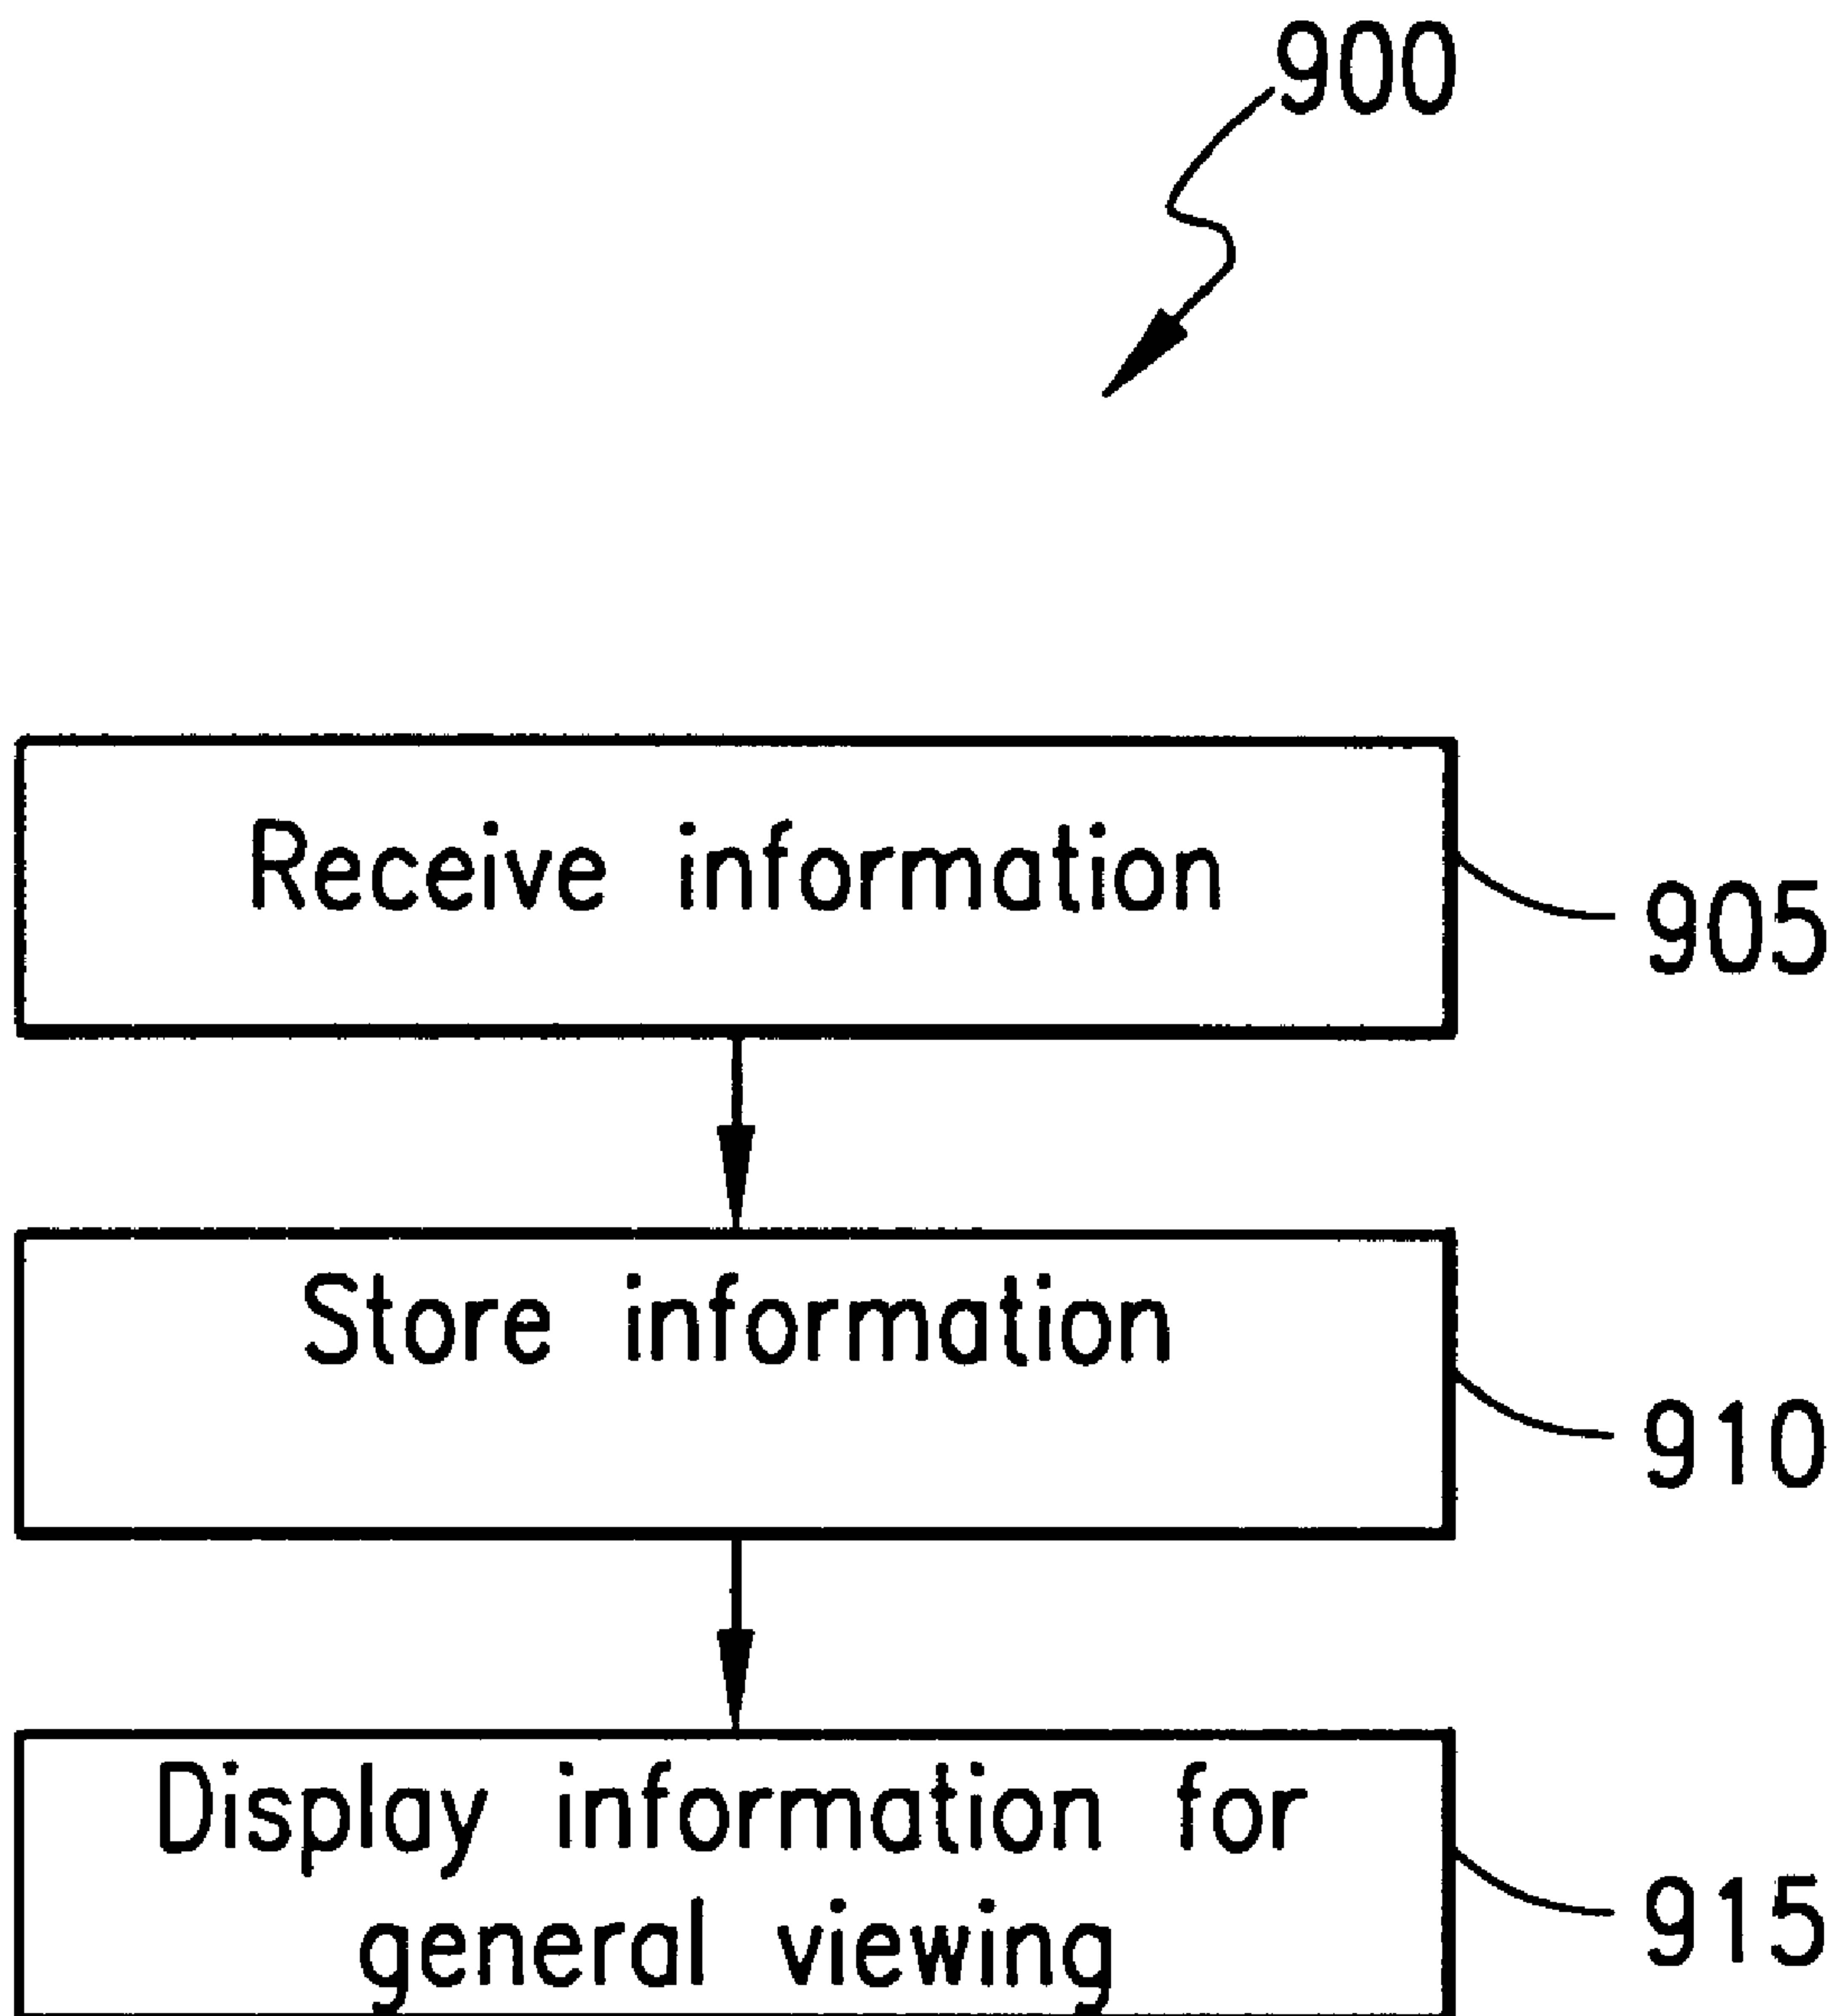 900
Receive information
905
Store information
910
Display information for
general viewing
915